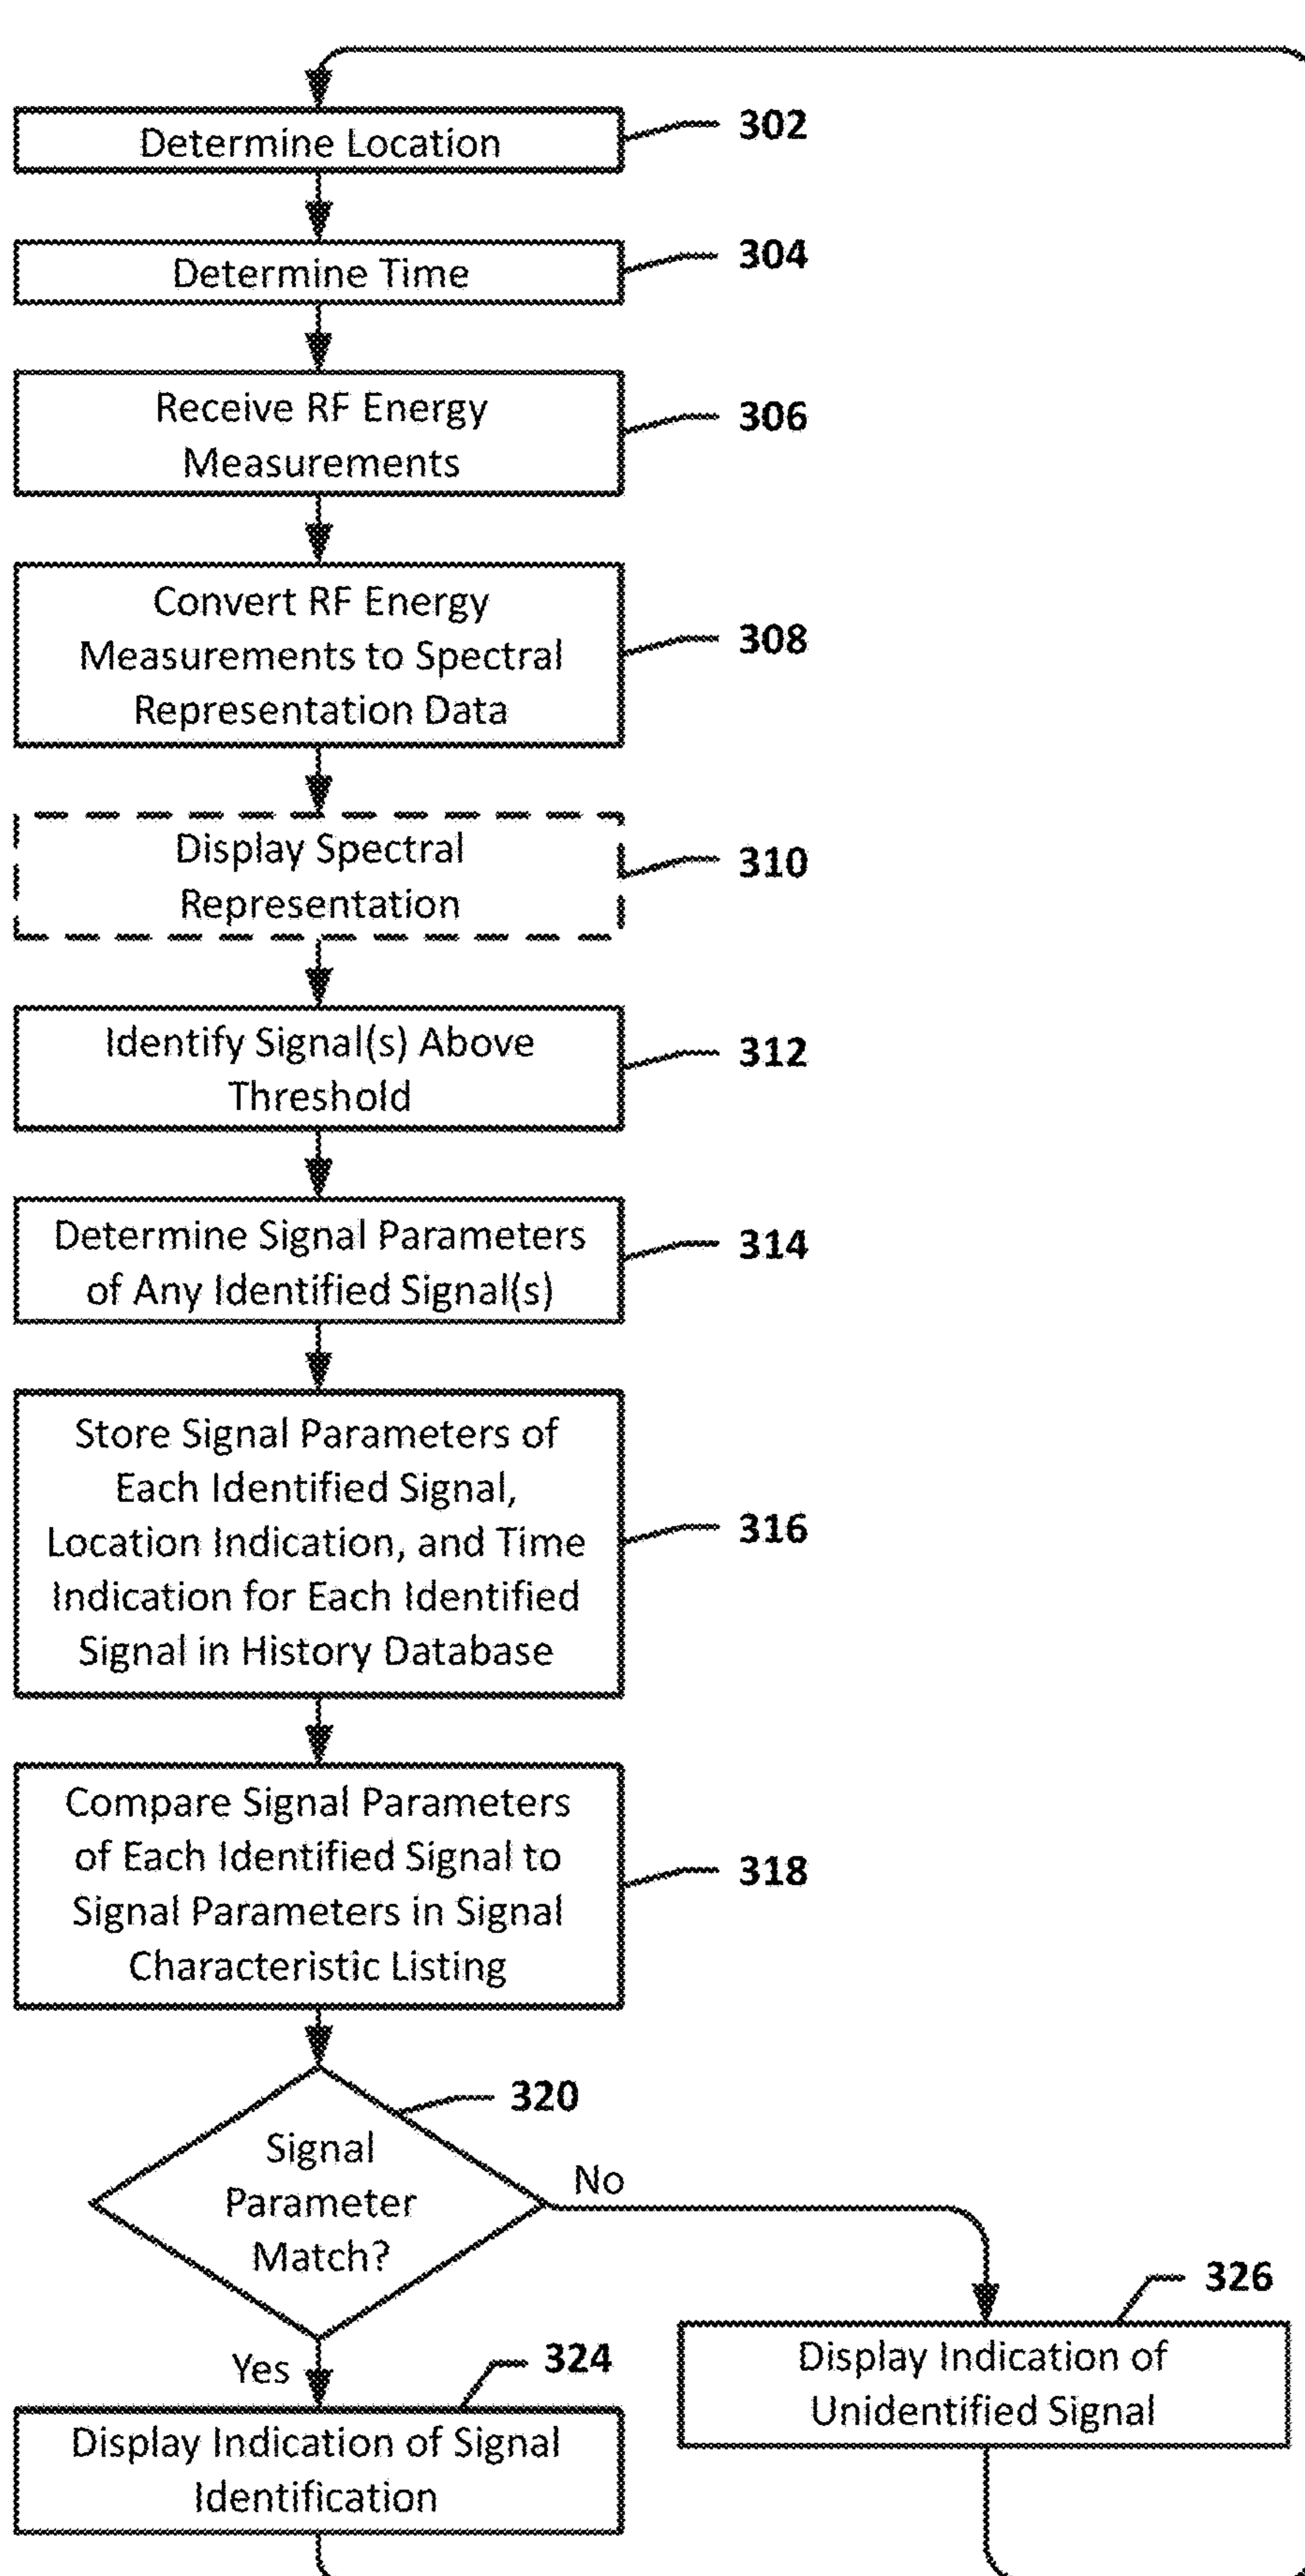 Determine Location
302
Determine Time
304
Receive RF Energy
Measurements
306
Convert RF Energy
Measurements to Spectral
Representation Data
308
Display Spectral
Representation
310
Identify Signal(s) Above
Threshold
312
Determine Signal Parameters
of Any Identified Signal(s)
314
Store Signal Parameters of
Each Identified Signal,
Location Indication, and Time
Indication for Each Identified
Signal in History Database
316
Compare Signal Parameters
of Each Identified Signal to
Signal Parameters in Signal
Characteristic Listing
318
320
Signal
Parameter
Match?
No
Yes
324
Display Indication of Signal
Identification
326
Display Indication of
Unidentified Signal